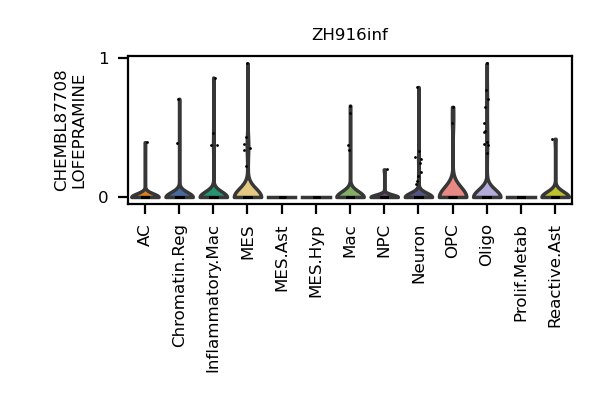 ZH916inf
CHEMBL87708
LOFEPRAMINE
1
0
AC
Chromatin.Reg
Inflammatory.Mac
MES
MES.Ast
MES.Hyp
Mac
NPC
Neuron
OPC
Oligo
Prolif.Metab
Reactive.Ast